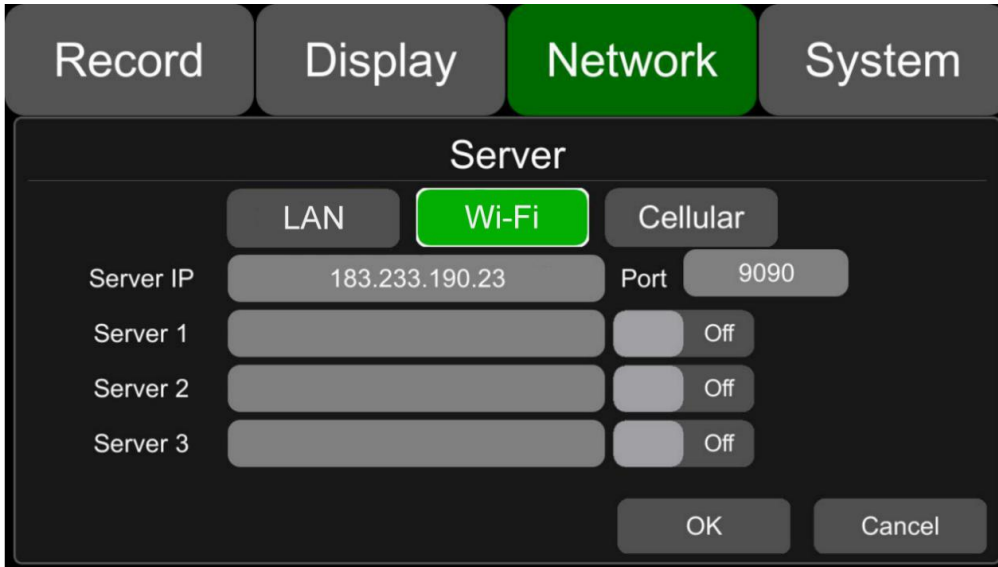 Record Display Network System
Server
LAN Wi-Fi Cellular
Server IP 183.233.190.23 Port 9090
Server 1 Off
Server 2 Off
Server 3 Off
OK Cancel